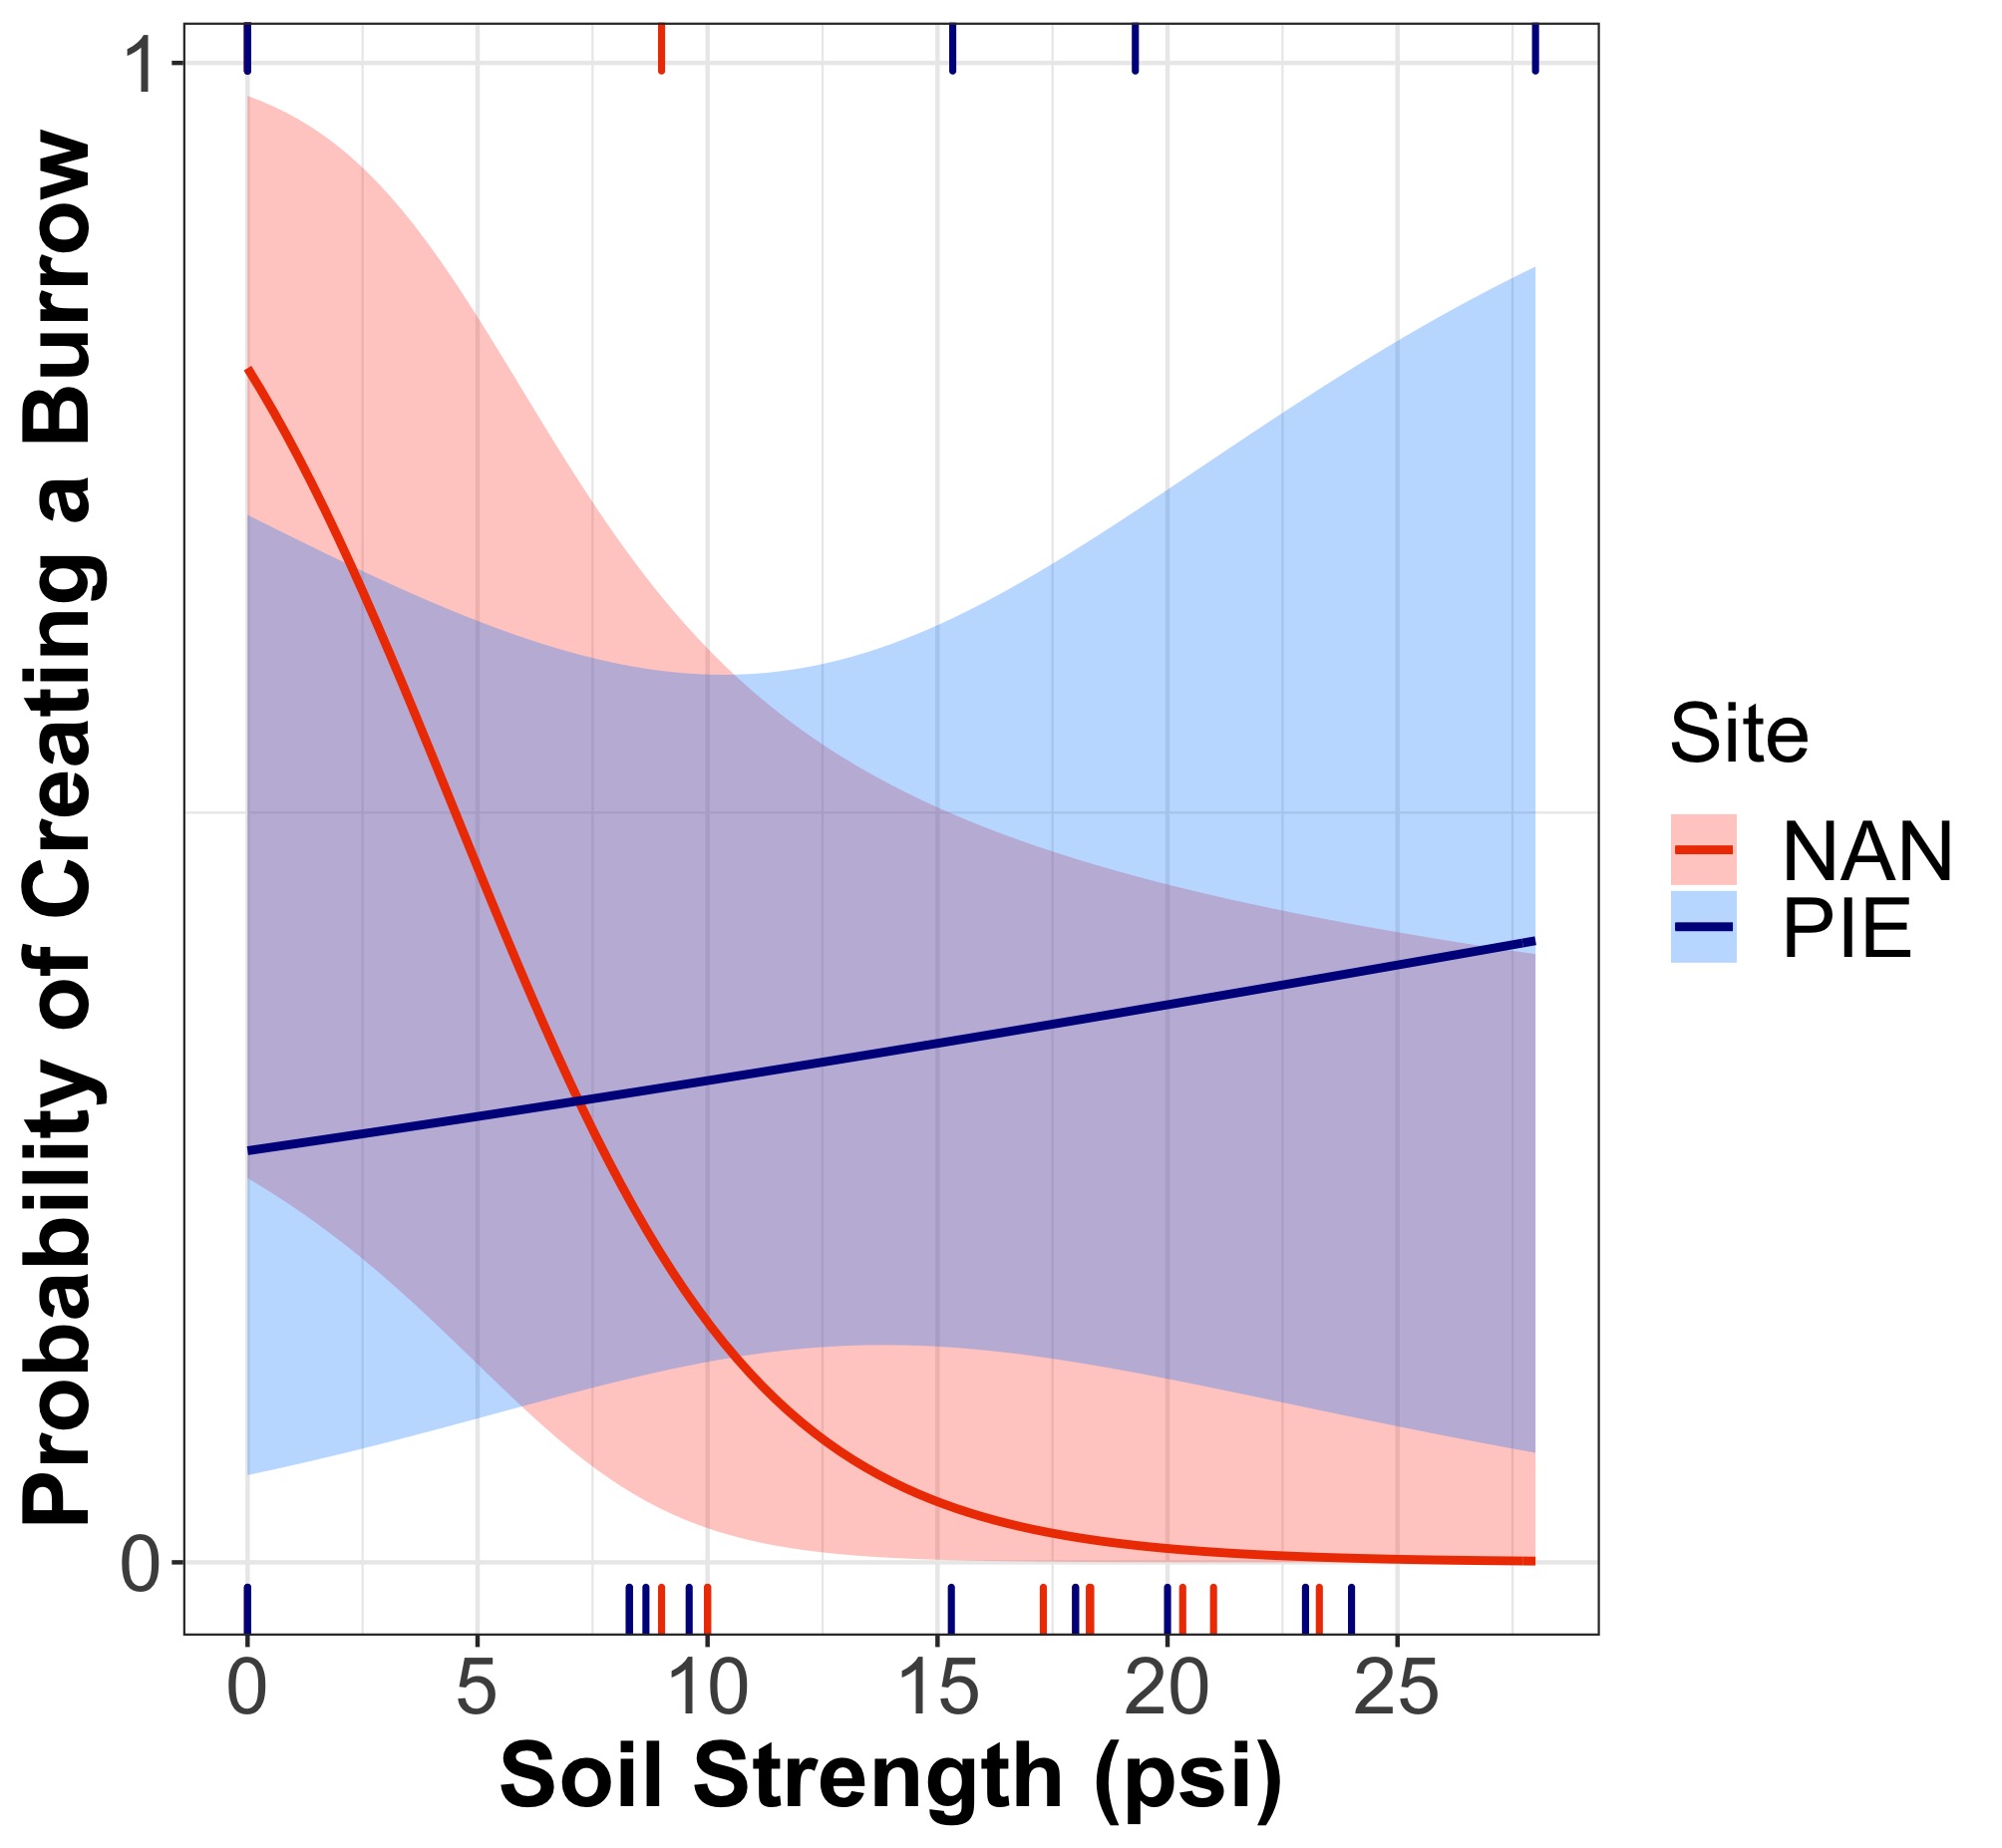 Probability of Creating a Burrow
1
0
0 5 10 15 20 25
Soil Strength (psi)
Site
NAN
PIE